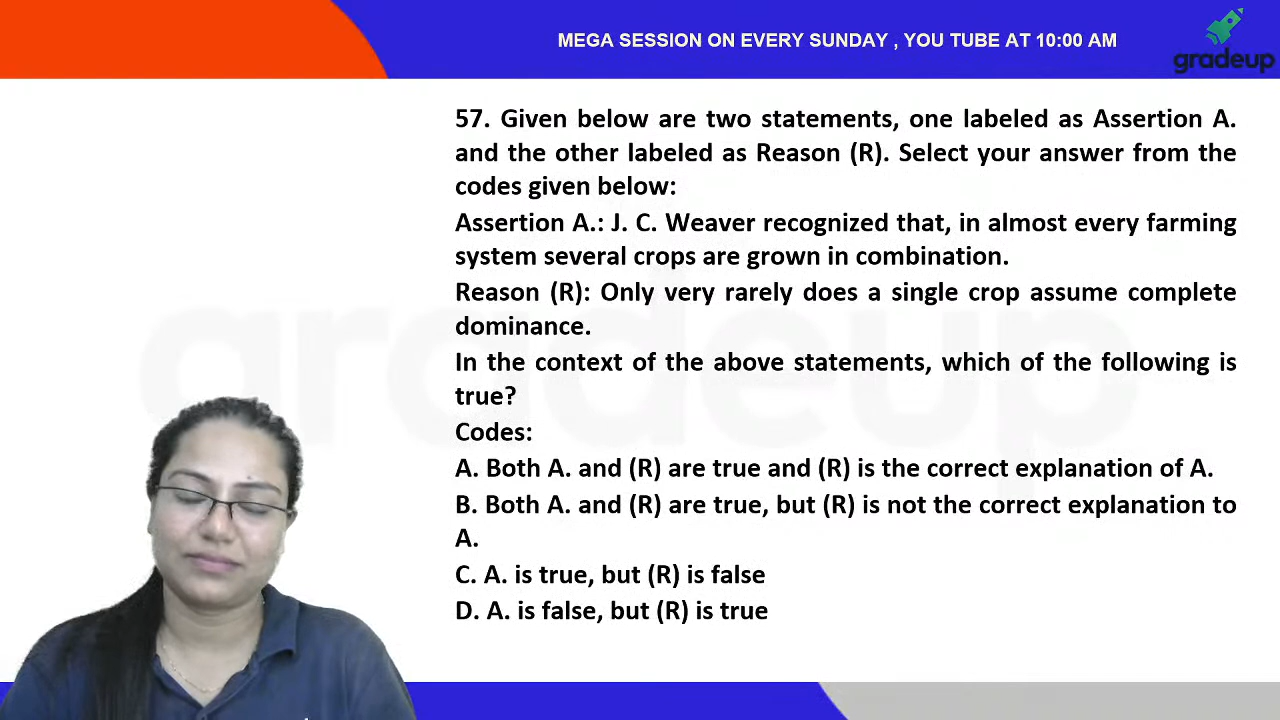 MEGA SESSION ON EVERY SUNDAY , YOU TUBE AT 10:00 AM
gradeup
57. Given below are two statements, one labeled as Assertion A.
and the other labeled as Reason (R). Select your answer from the
codes given below:
Assertion A.: J. C. Weaver recognized that, in almost every farming
system several crops are grown in combination.
Reason (R): Only very rarely does a single crop assume complete
dominance.
In the context of the above statements, which of the following is
true?
Codes:
A. Both A. and (R) are true and (R) is the correct explanation of A.
B. Both A. and (R) are true, but (R) is not the correct explanation to
A.
C. A. is true, but (R) is false
D. A. is false, but (R) is true
gradeup